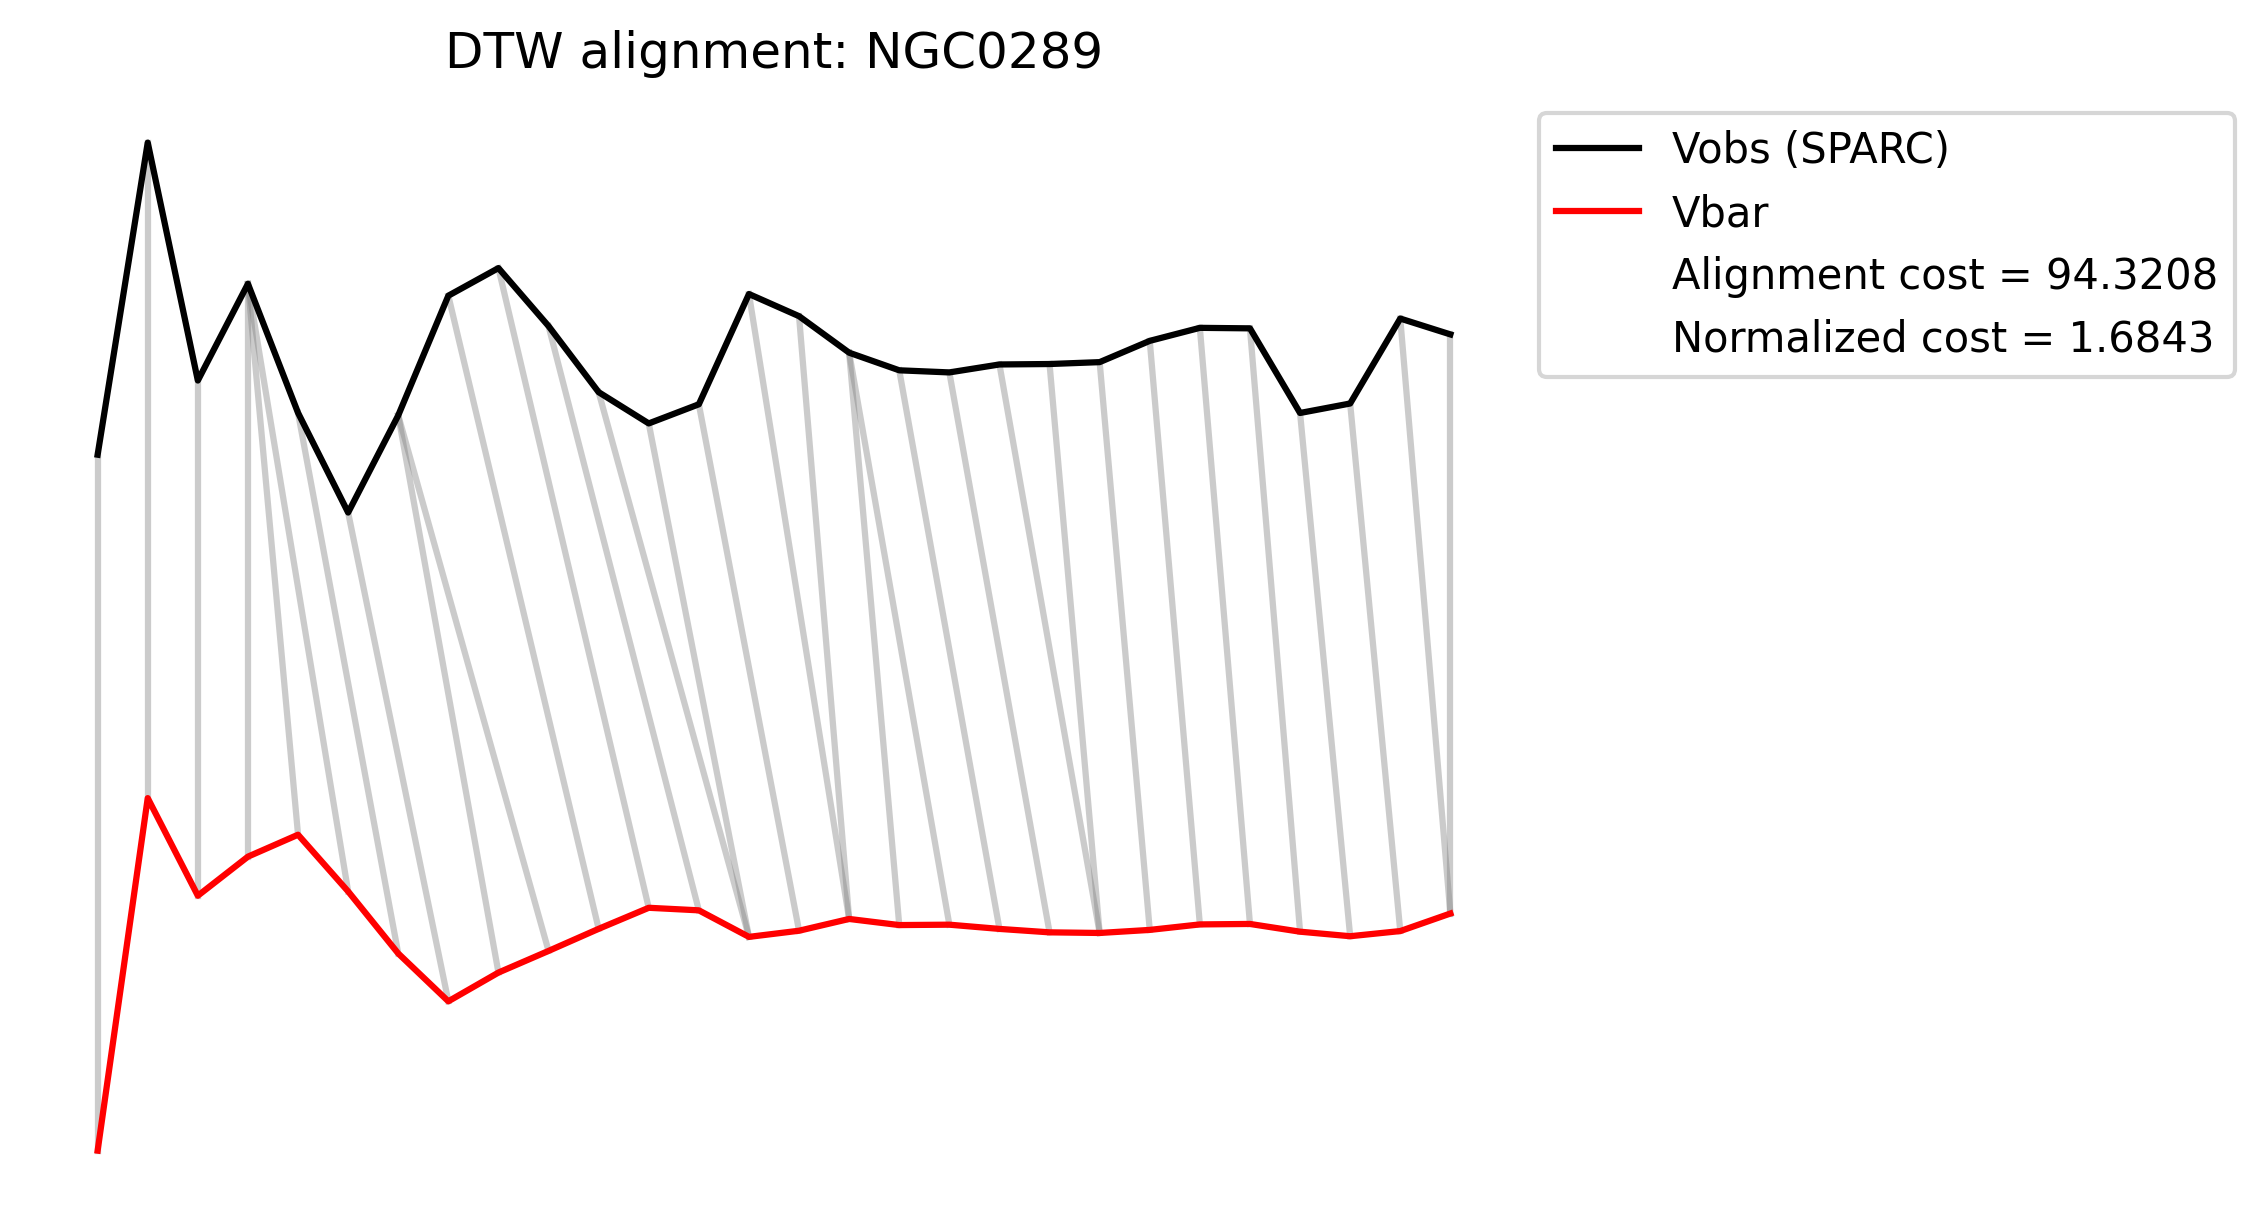 DTW alignment: NGC0289
Vobs (SPARC)
Vbar
Alignment cost = 94.3208
Normalized cost = 1.6843